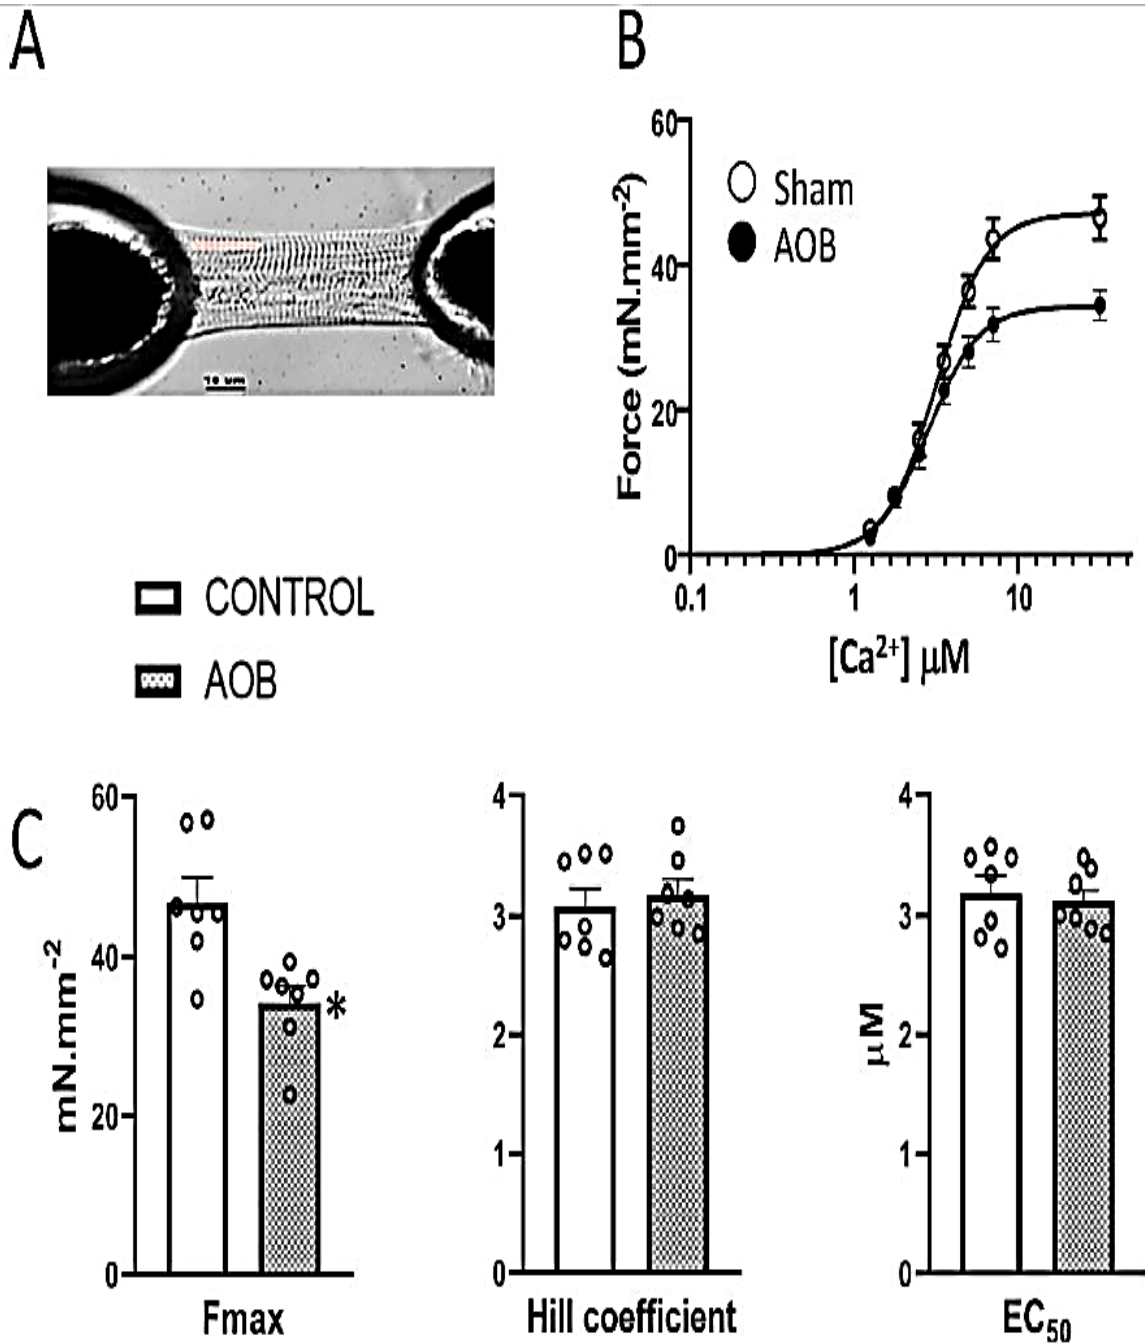 A
10 µm
CONTROL
AOB
B
60
40
20
0
Force (mN.mm⁻²)
Sham
AOB
0.1
1
10
[Ca²⁺] µM
C
60
40
20
0
mN.mm⁻²
*
Fmax
4
3
2
1
0
Hill coefficient
4
3
2
1
0
µM
EC₅₀